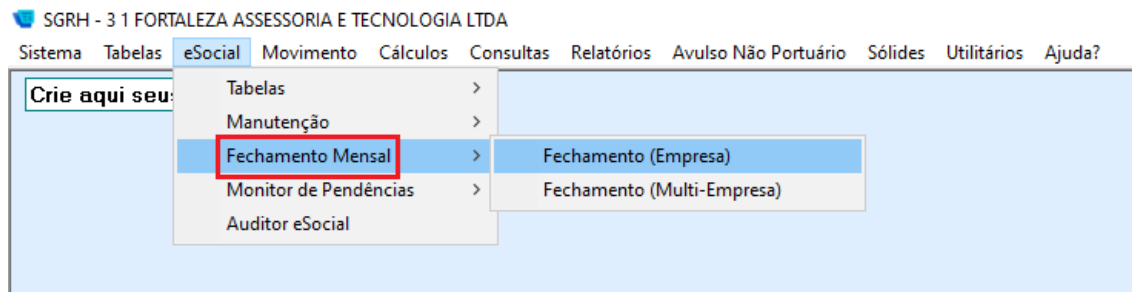 SGRH - 3 1 FORTALEZA ASSESSORIA E TECNOLOGIA LTDA
Sistema Tabelas eSocial Movimento Cálculos Consultas Relatórios Avulso Não Portuário Sólides Utilitários Ajuda?
Crie aqui seu
Tabelas >
Manutenção >
Fechamento Mensal > Fechamento (Empresa)
Monitor de Pendências > Fechamento (Multi-Empresa)
Auditor eSocial